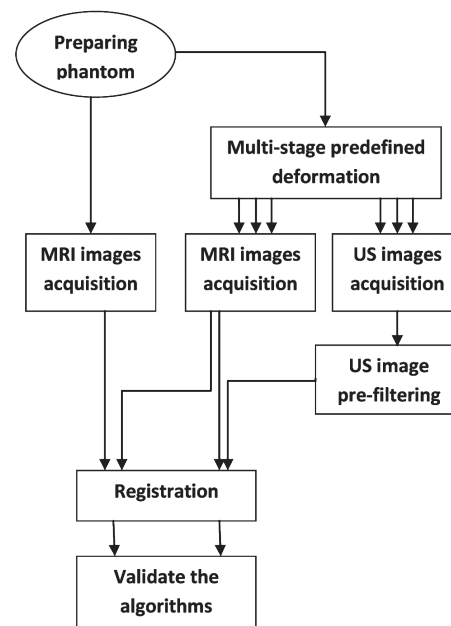 Preparing
phantom
Multi-stage predefined
deformation
MRI images
acquisition
MRI images
acquisition
US images
acquisition
US image
pre-filtering
Registration
Validate the
algorithms